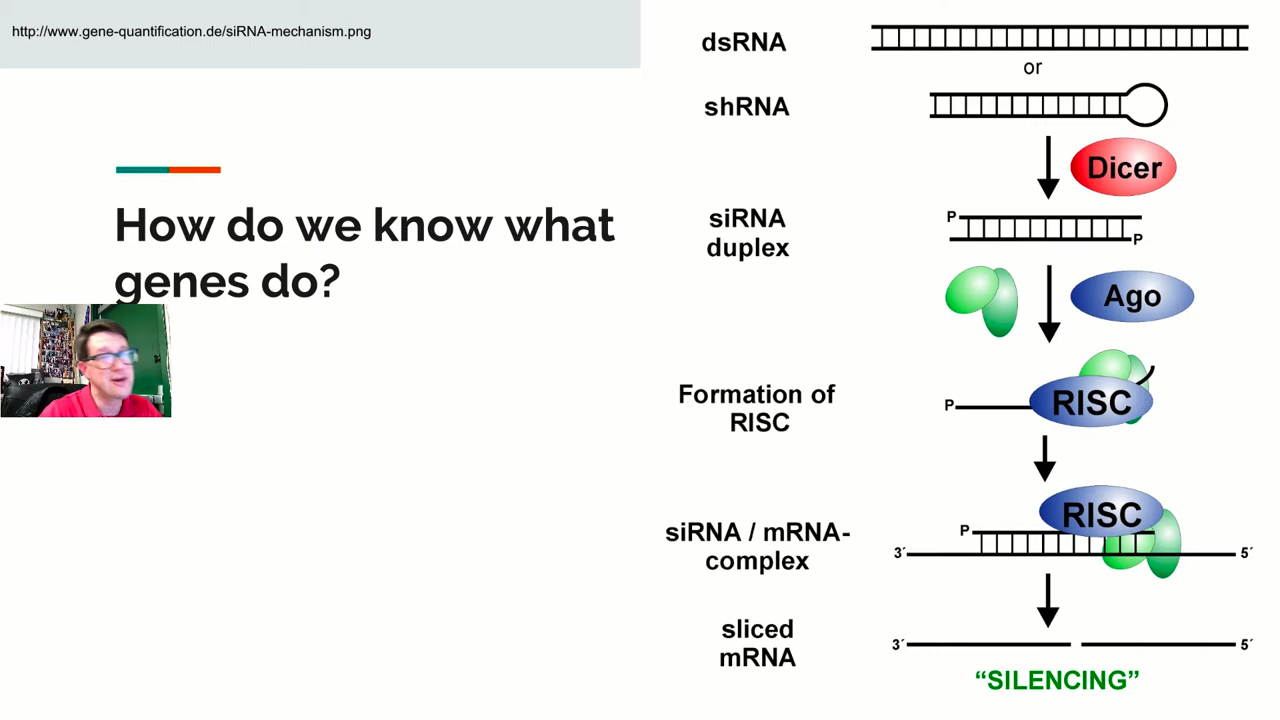 http://www.gene-quantification.de/siRNA-mechanism.png
How do we know what
genes do?
dsRNA
or
shRNA
Dicer
siRNA
duplex
P
P
Ago
Formation of
RISC
P
RISC
siRNA / mRNA-
complex
P
RISC
3´
5´
sliced
mRNA
3´
5´
“SILENCING”